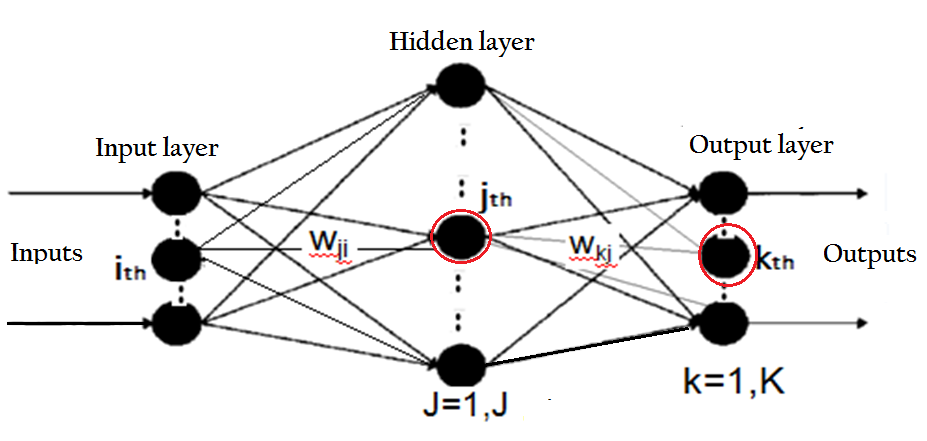 Hidden layer
Input layer
Output layer
jth
Inputs
ith
wji
wkj
kth
Outputs
J=1,J
k=1,K